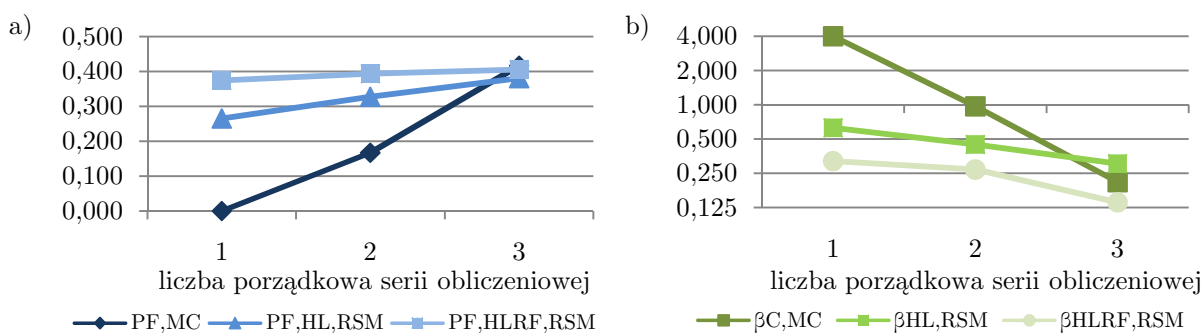 a)
0,500
0,400
0,300
0,200
0,100
0,000
1 2 3
liczba porządkowa serii obliczeniowej
PF,MC PF,HL,RSM PF,HLRF,RSM
b)
4,000
2,000
1,000
0,500
0,250
0,125
1 2 3
liczba porządkowa serii obliczeniowej
βC,MC βHL,RSM βHLRF,RSM